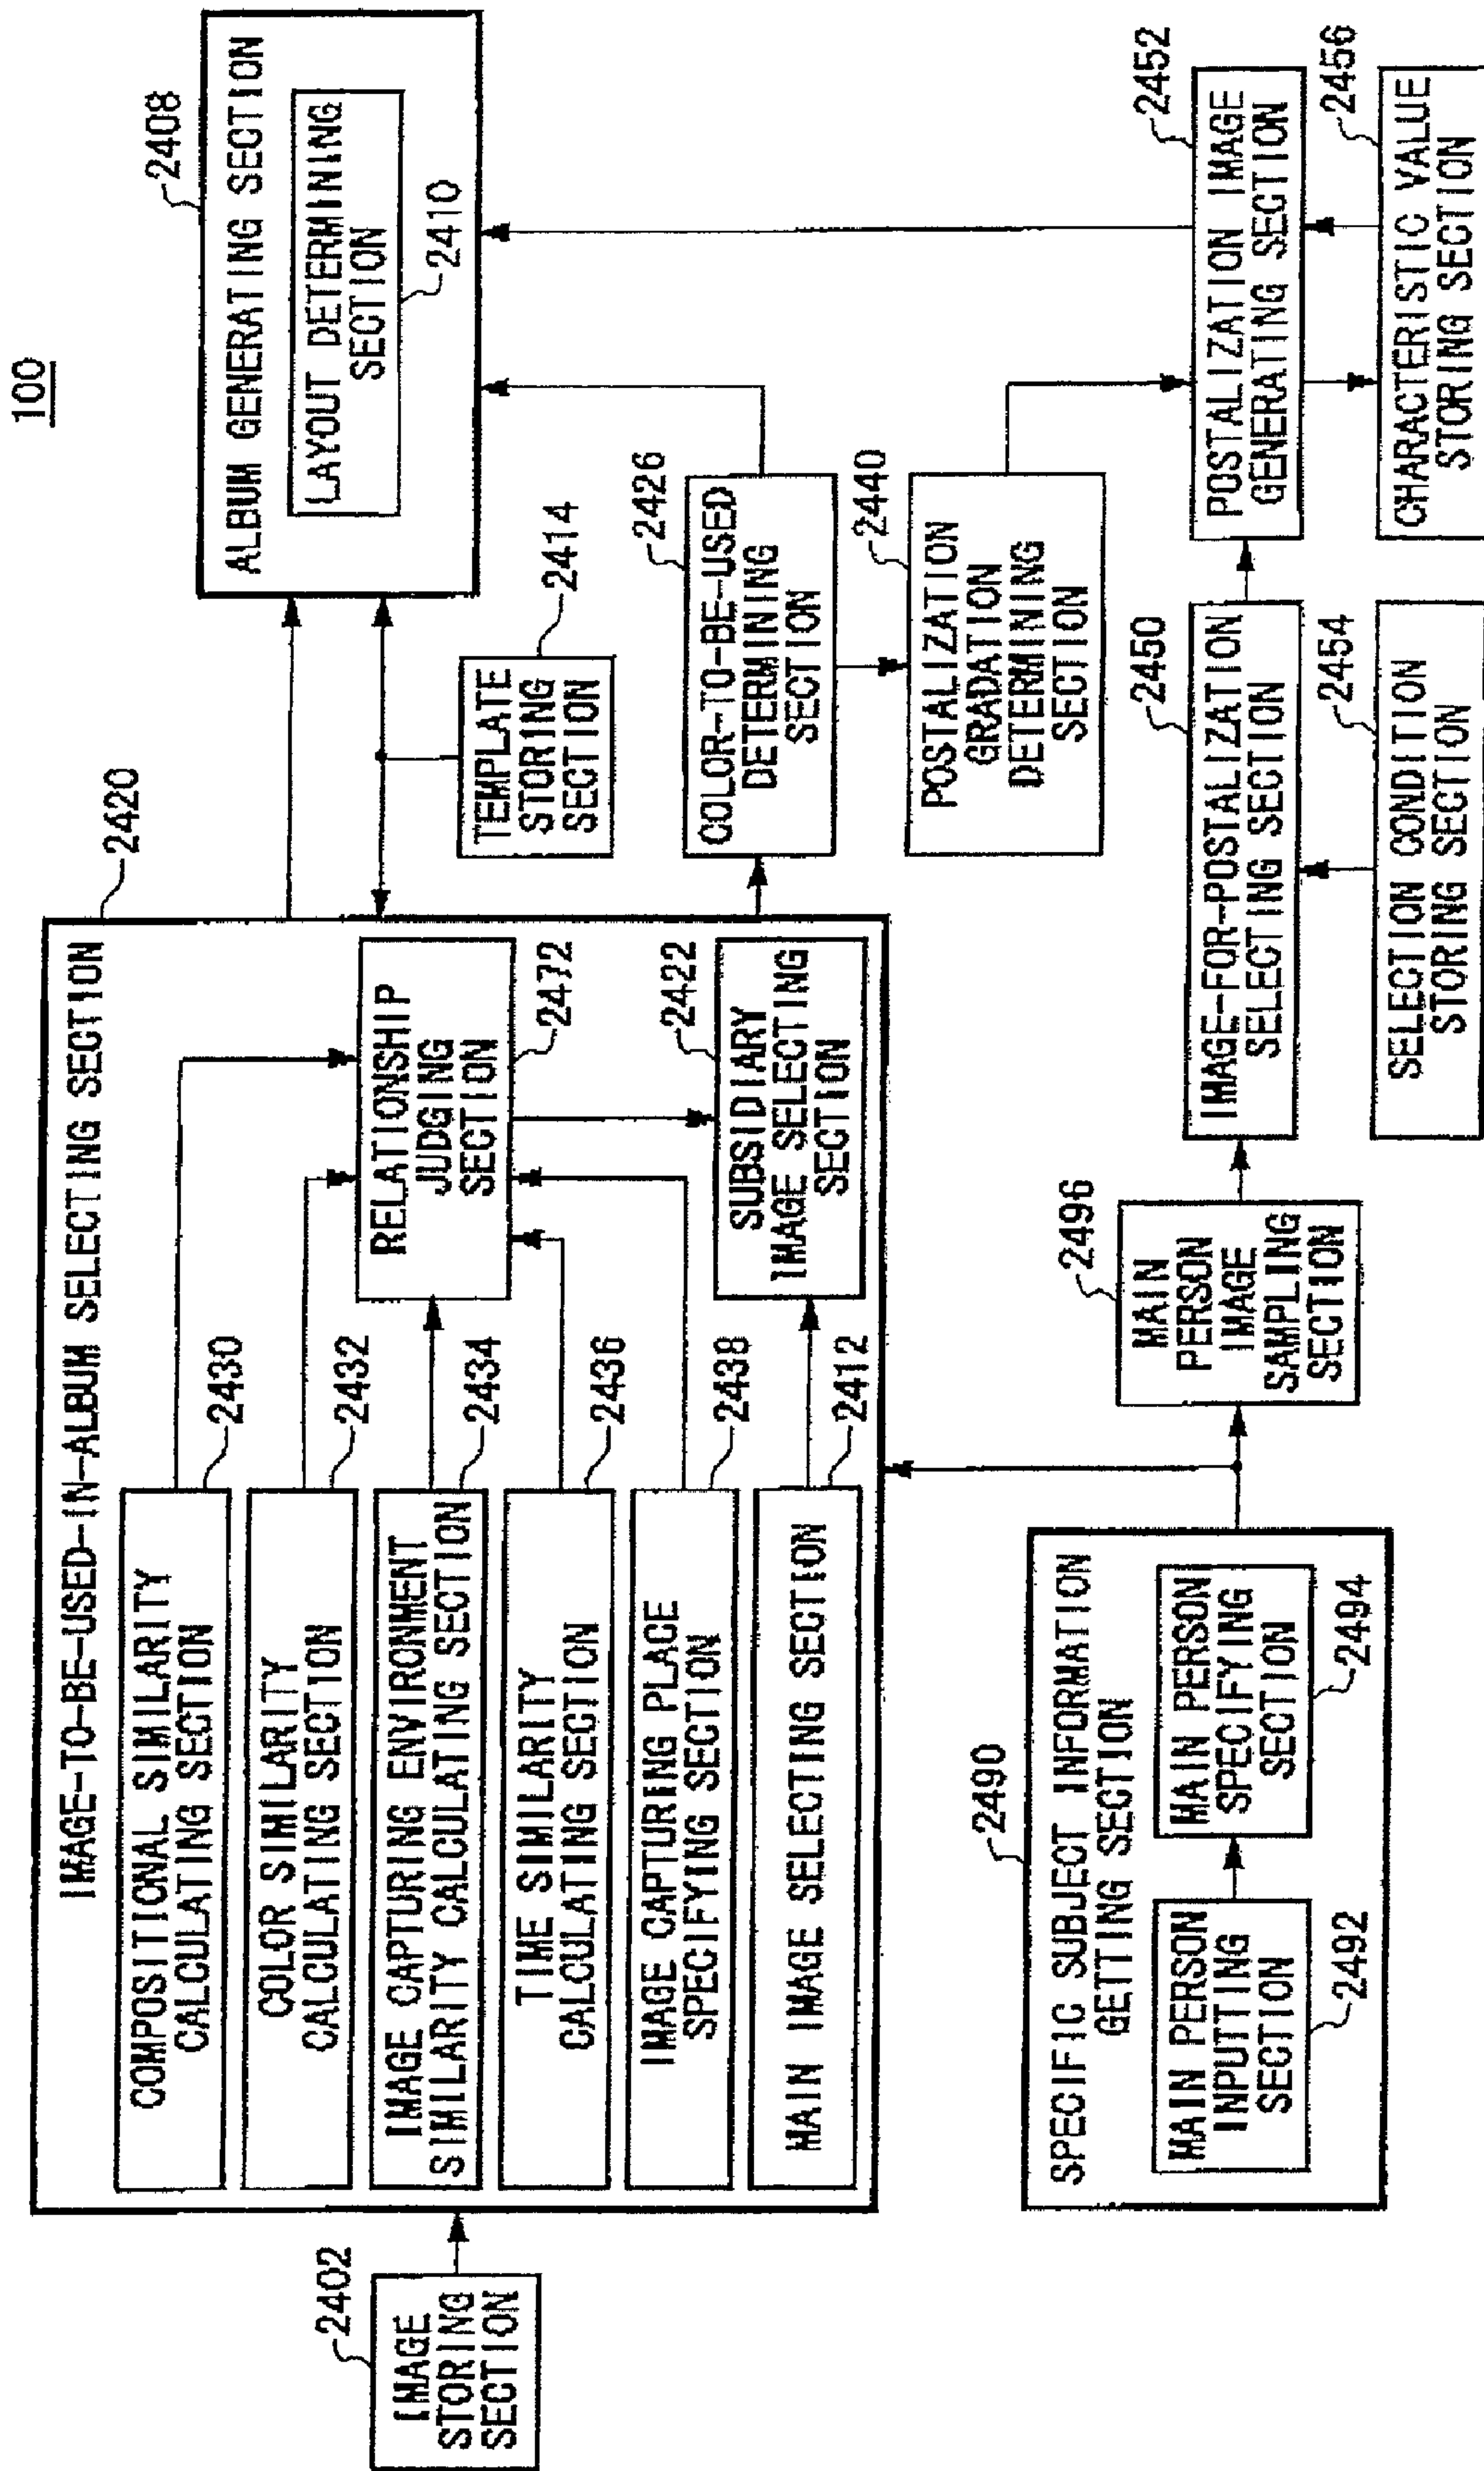 100
IMAGE-TO-BE-USED-IN-ALBUM SELECTING SECTION
2420
COMPOSITIONAL SIMILARITY
CALCULATING SECTION
2430
COLOR SIMILARITY
CALCULATING SECTION
2432
IMAGE CAPTURING ENVIRONMENT
SIMILARITY CALCULATING SECTION
2434
TIME SIMILARITY
CALCULATING SECTION
2436
IMAGE CAPTURING PLACE
SPECIFYING SECTION
2438
MAIN IMAGE SELECTING SECTION
2412
RELATIONSHIP
JUDGING
SECTION
2472
SUBSIDIARY
IMAGE SELECTING
SECTION
2422
IMAGE
STORING
SECTION
2402
ALBUM GENERATING SECTION
2408
LAYOUT DETERMINING
SECTION
2410
TEMPLATE
STORING
SECTION
2414
COLOR-TO-BE-USED
DETERMINING
SECTION
2426
POSTALIZATION
GRADATION
DETERMINING
SECTION
2440
SPECIFIC SUBJECT INFORMATION
GETTING SECTION
2490
MAIN PERSON
INPUTTING
SECTION
2492
MAIN PERSON
SPECIFYING
SECTION
2494
MAIN
PERSON
IMAGE
SAMPLING
SECTION
2496
IMAGE-FOR-POSTALIZATION
SELECTING SECTION
2450
SELECTION CONDITION
STORING SECTION
2454
POSTALIZATION IMAGE
GENERATING SECTION
2452
CHARACTERISTIC VALUE
STORING SECTION
2456